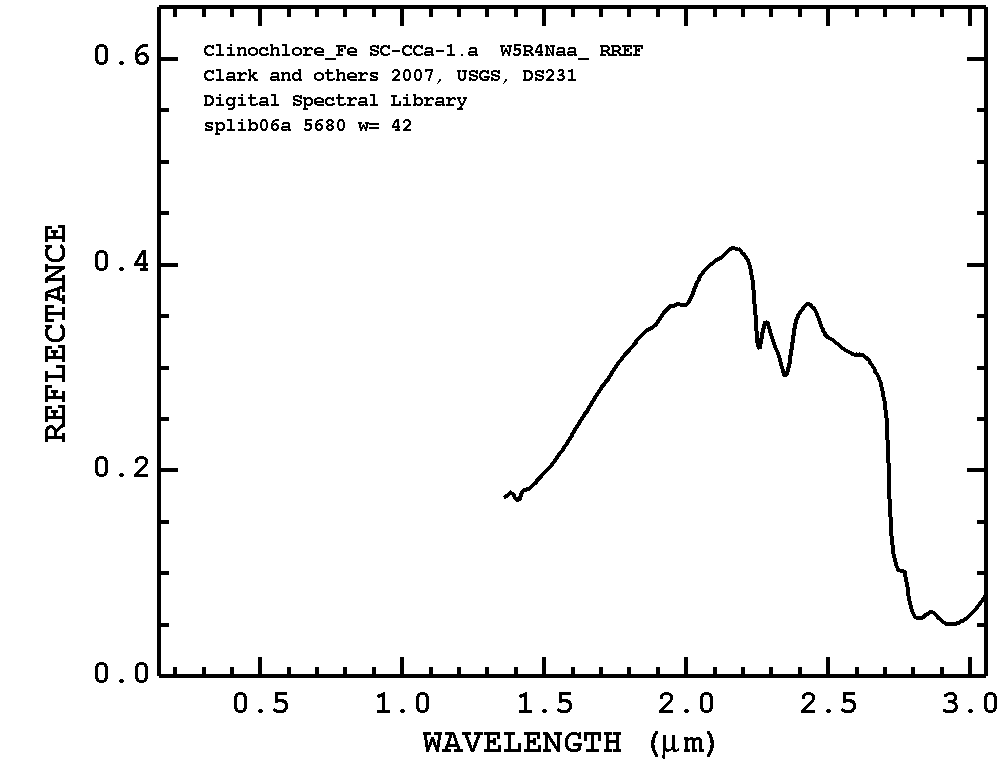 Clinochlore_Fe SC-CCa-1.a  W5R4Naa_ RREF
Clark and others 2007, USGS, DS231
Digital Spectral Library
splib06a 5680 w= 42
0.6
0.4
0.2
0.0
REFLECTANCE
0.5 1.0 1.5 2.0 2.5 3.0
WAVELENGTH (μm)